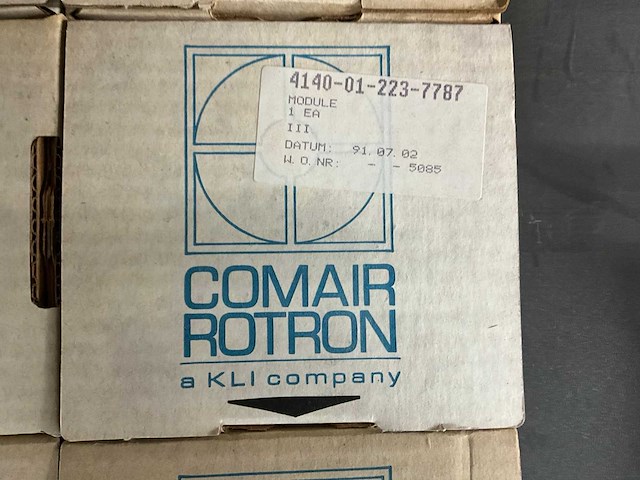 4140-01-223-7787
MODULE
1 EA
III
DATUM: 91.07.02
W.O.NR: - - 5085
COMAIR
ROTRON
a KLI company